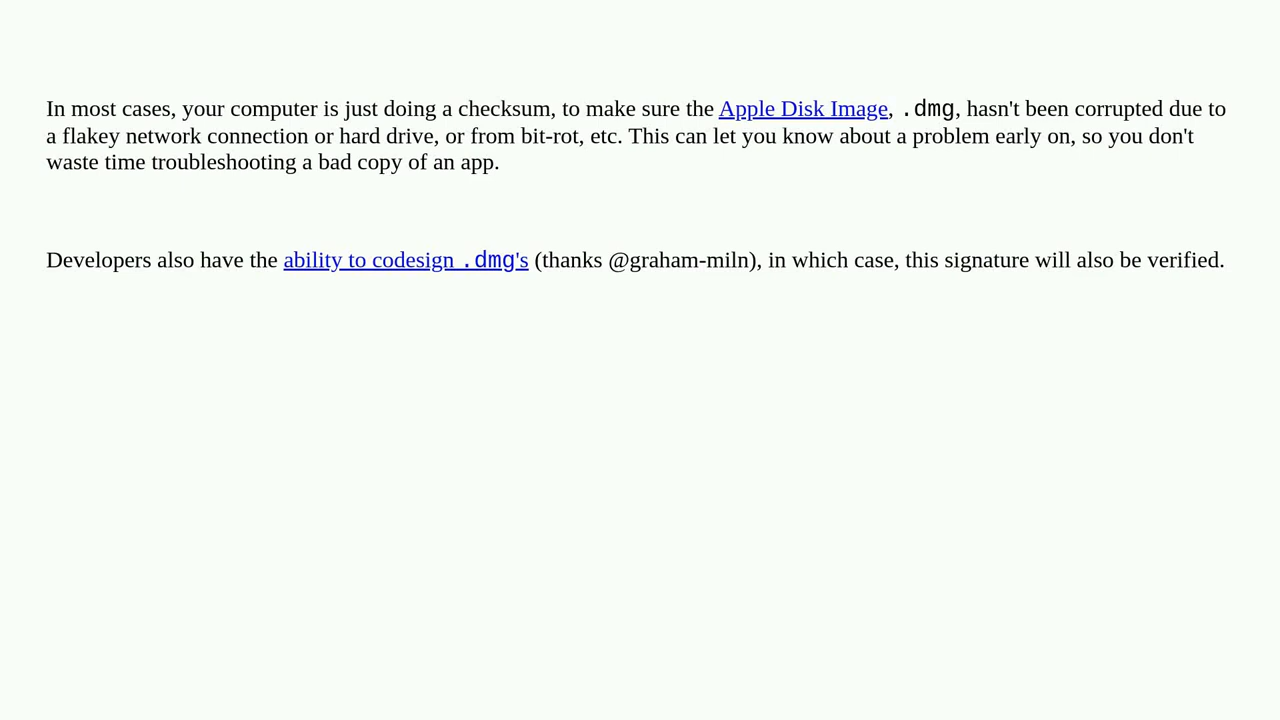 In most cases, your computer is just doing a checksum, to make sure the Apple Disk Image, .dmg, hasn't been corrupted due to
a flakey network connection or hard drive, or from bit-rot, etc. This can let you know about a problem early on, so you don't
waste time troubleshooting a bad copy of an app.
Developers also have the ability to codesign .dmg's (thanks @graham-miln), in which case, this signature will also be verified.